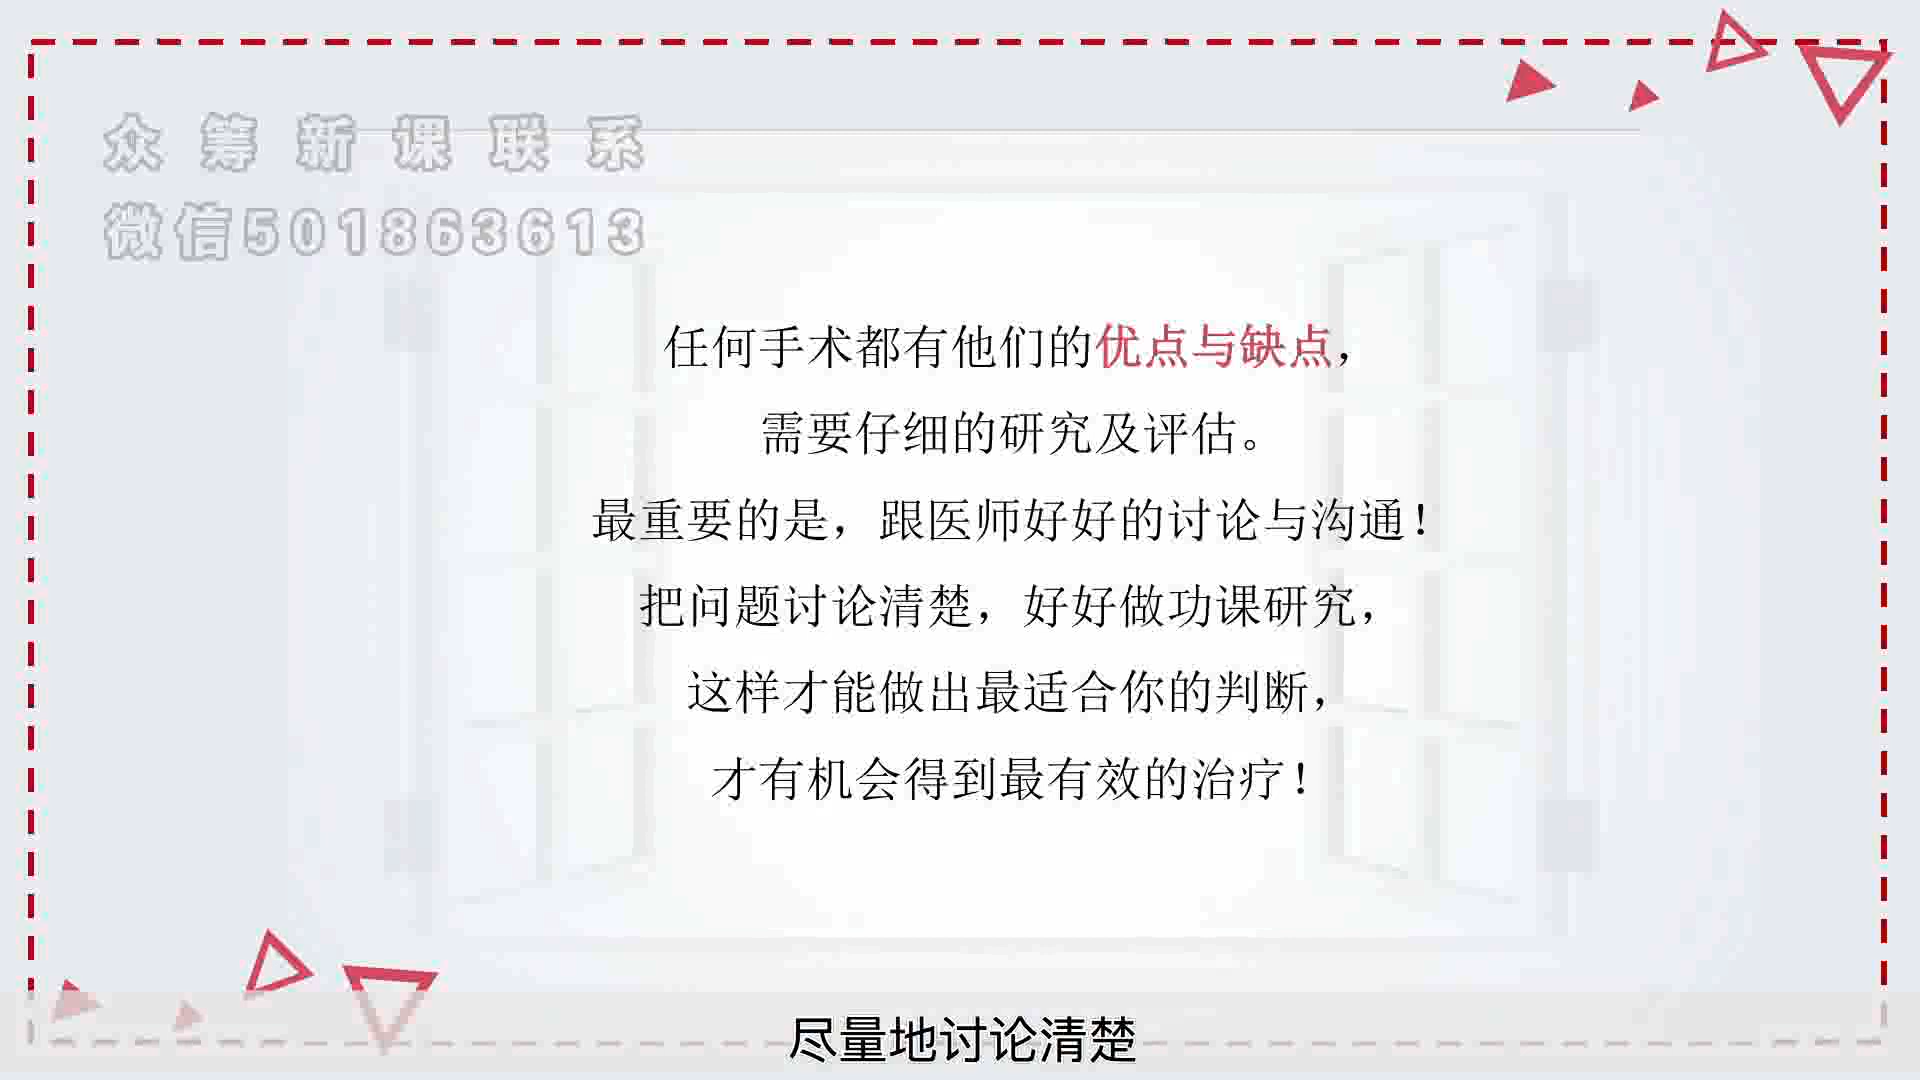 众筹新课联系
微信501863613
任何手术都有他们的优点与缺点，
需要仔细的研究及评估。
最重要的是，跟医师好好的讨论与沟通！
把问题讨论清楚，好好做功课研究，
这样才能做出最适合你的判断，
才有机会得到最有效的治疗！
尽量地讨论清楚